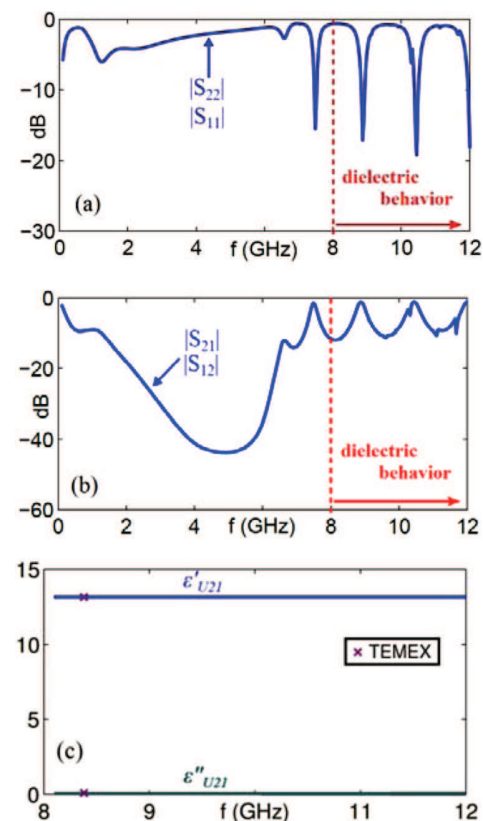 0
−10
−20
−30
dB
|S22|
|S11|
dielectric
behavior
(a)
0 2 4 6 8 10 12
f (GHz)
0
−20
−40
−60
dB
|S21|
|S12|
dielectric
behavior
(b)
0 2 4 6 8 10 12
f (GHz)
15
10
5
0
ε′U21
× TEMEX
(c)
ε″U21
8 9 11 12
f (GHz)